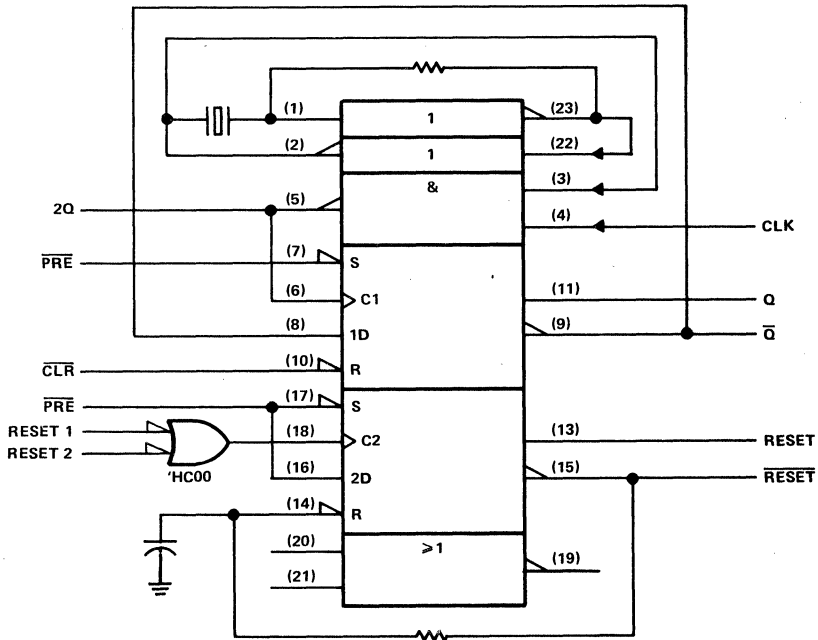 (1) 1 (23)
(2) 1 (22)
& (3)
2Q (5)
(4) CLK
PRE (7) S
(6) C1 (11) Q
(8) 1D (9) Q
CLR (10) R
PRE (17) S
RESET 1
(18) C2 (13) RESET
RESET 2
'HC00
(16) 2D (15) RESET
(14) R
(20) ⩾1
(19)
(21)